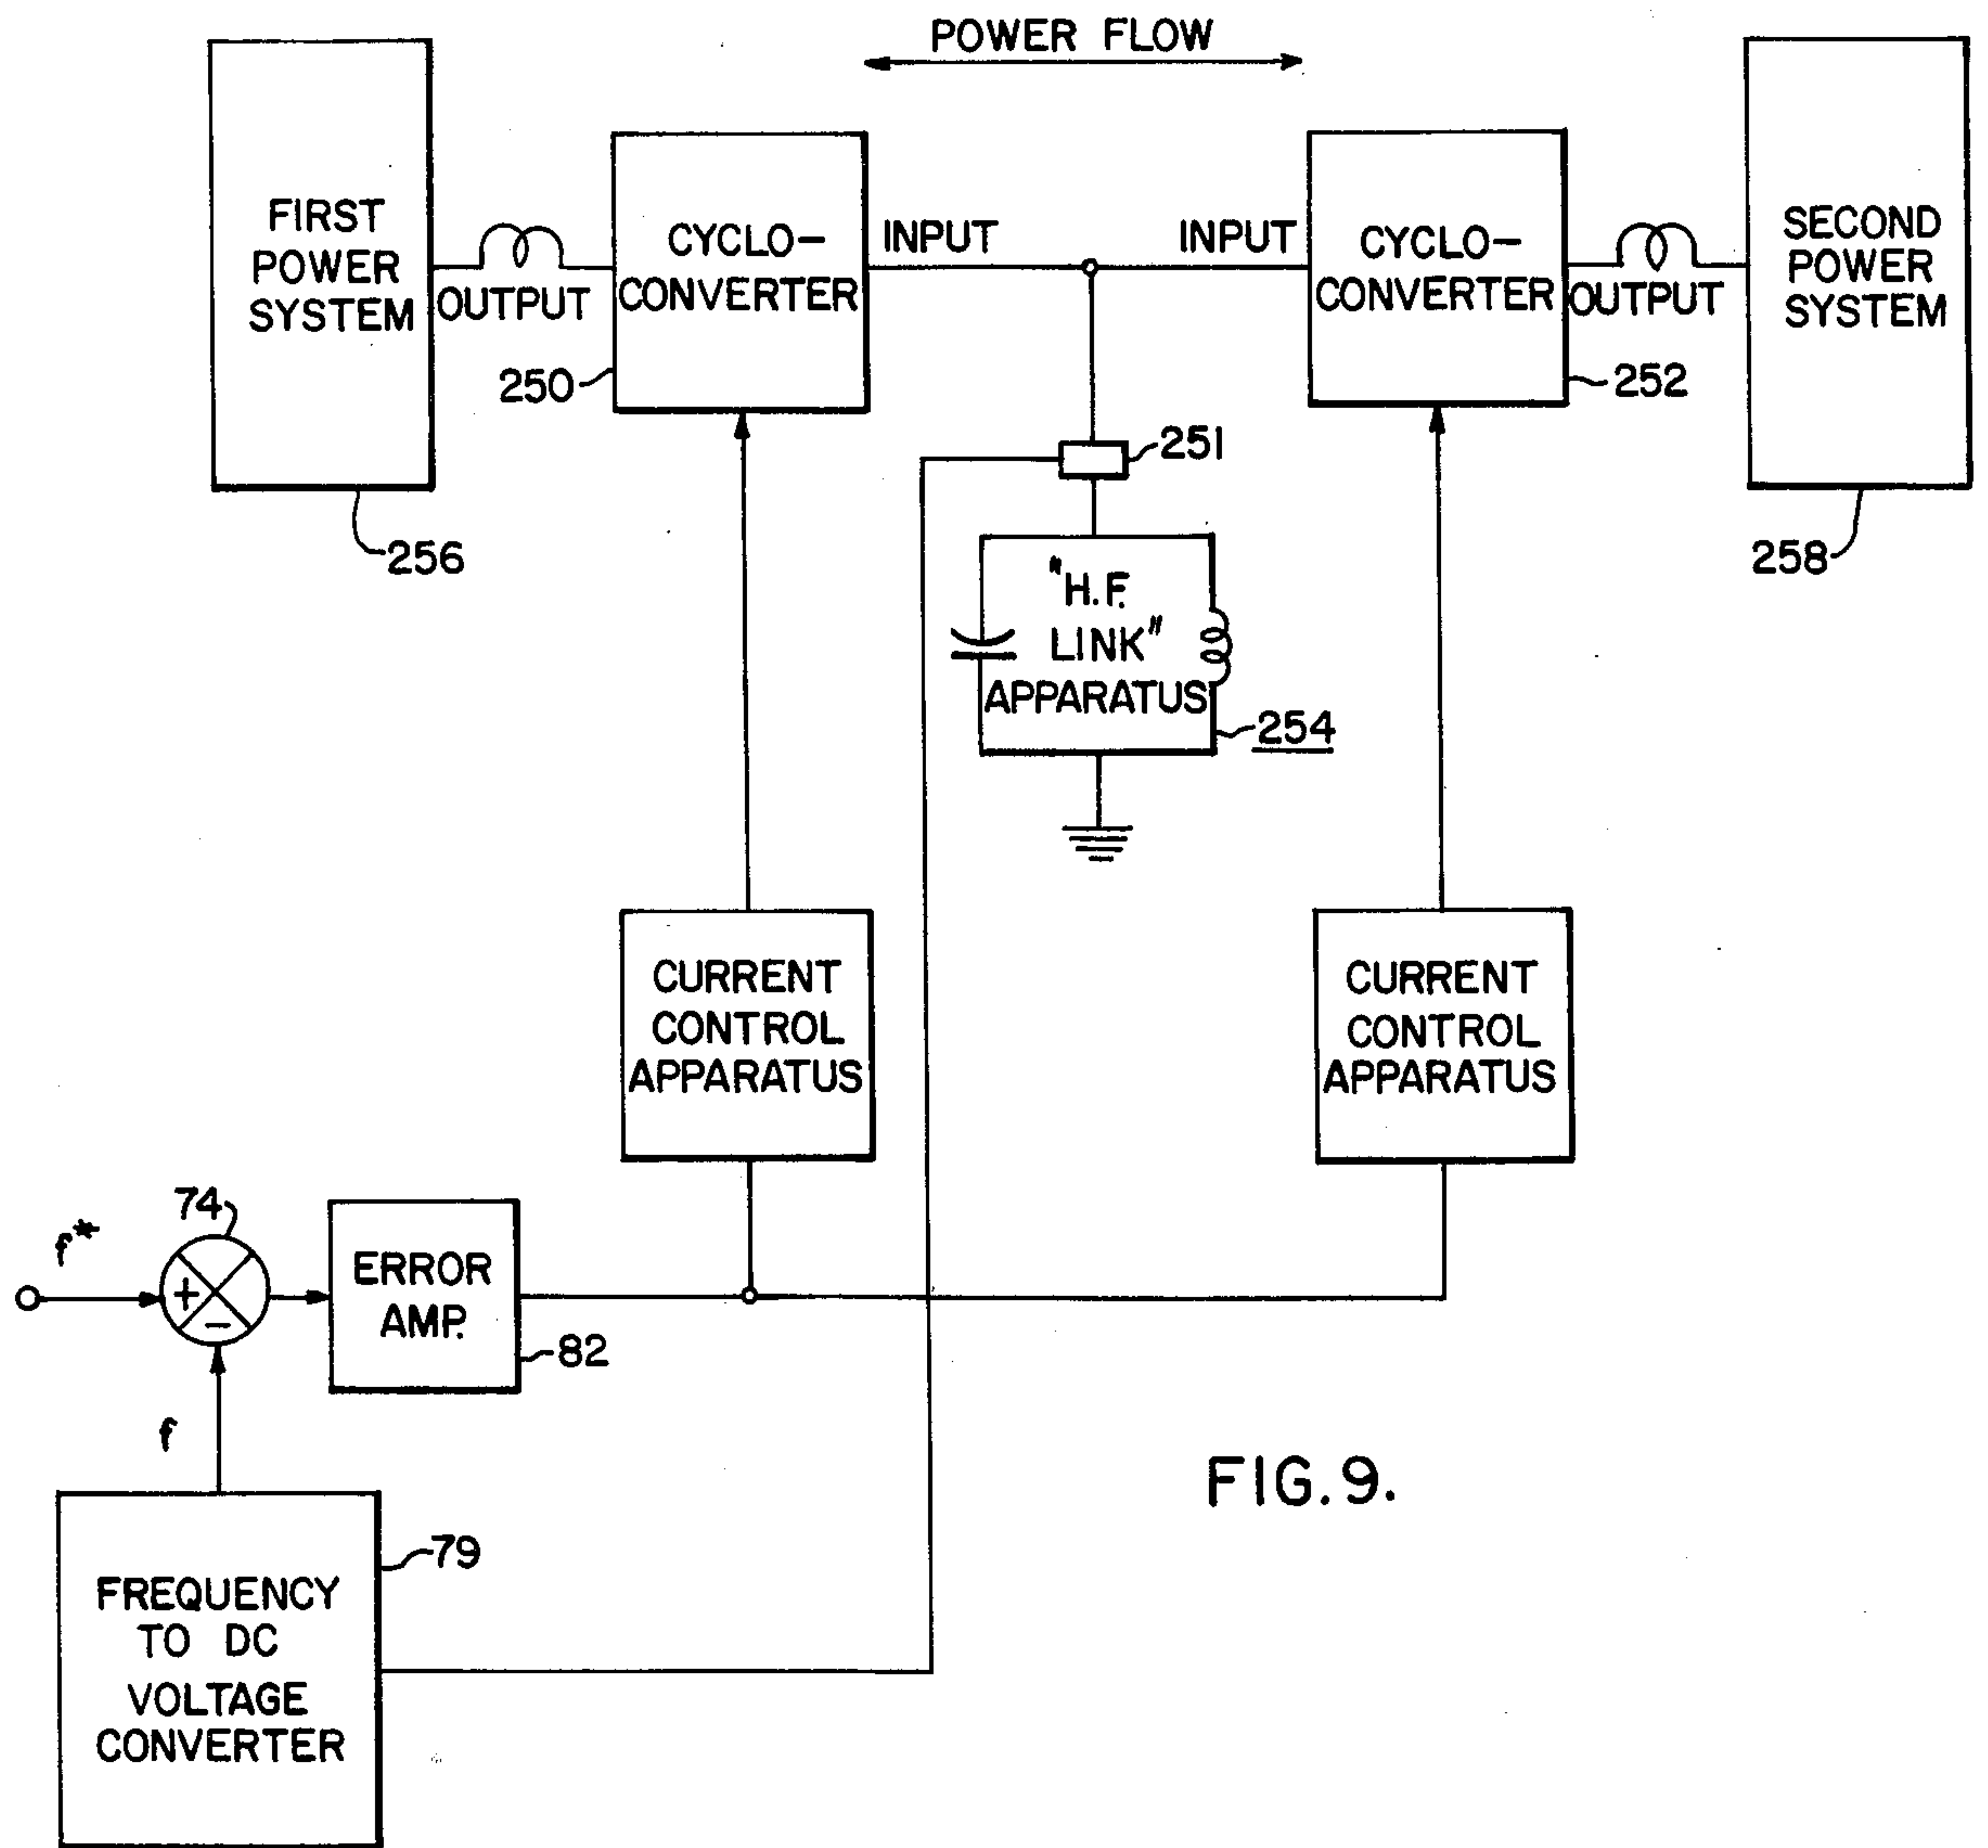 POWER FLOW
FIRST
POWER
SYSTEM
OUTPUT
CYCLO-
CONVERTER
INPUT
INPUT
CYCLO-
CONVERTER
OUTPUT
SECOND
POWER
SYSTEM
250
252
256
251
258
"H.F.
LINK"
APPARATUS
254
CURRENT
CONTROL
APPARATUS
CURRENT
CONTROL
APPARATUS
74
f*
+
-
ERROR
AMP.
82
f
FIG. 9.
79
FREQUENCY
TO DC
VOLTAGE
CONVERTER